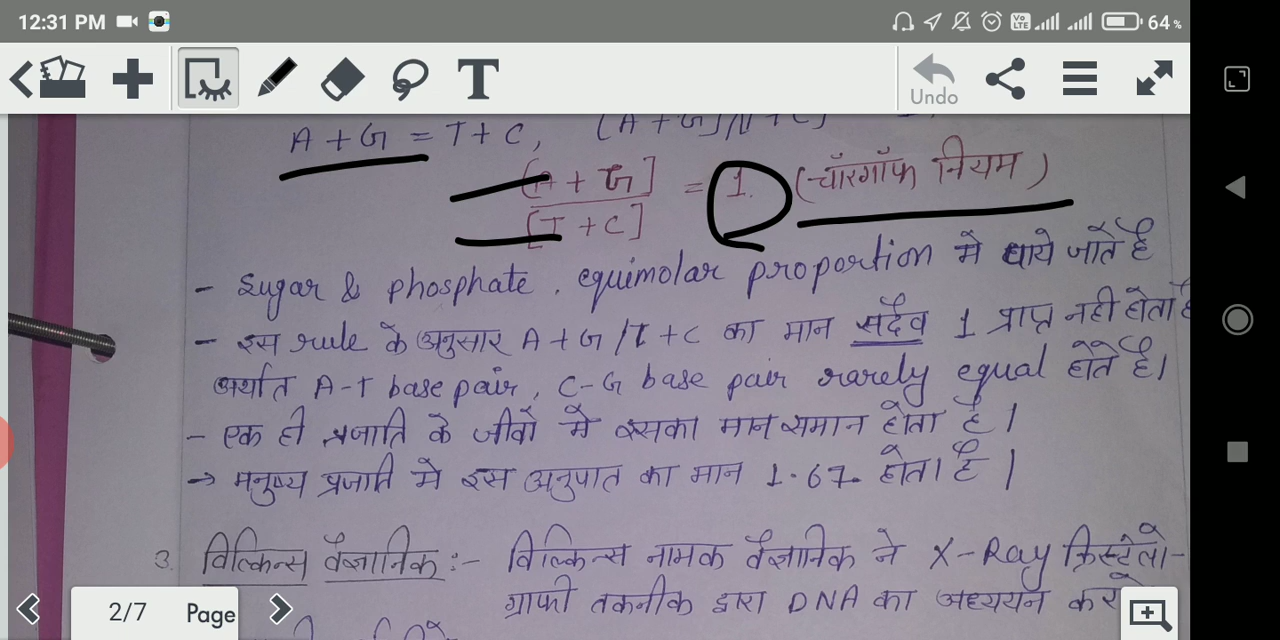 12:31 PM
Vo LTE
64 %
Undo
A + G = T + C, [A + G]/[T + C]
[A + G] / [T + C] = 1. (चॉरगॉफ नियम)
- Sugar & phosphate. equimolar proportion मे पाये जाते है
- इस rule के अनुसार A + G / T + C का मान सदैव 1 प्राप्त नही होता है
अर्थात A-T base pair, C-G base pair rarely equal होते है।
- एक ही प्रजाति के जीवो मे इसका मान समान होता है।
→ मनुष्य प्रजाति मे इस अनुपात का मान 1.67 होता है।
3. विल्किन्स वैज्ञानिक :- विल्किन्स नामक वैज्ञानिक ने X-Ray क्रिस्टेलो-
ग्राफी तकनीक द्वारा DNA का अध्ययन
2/7 Page